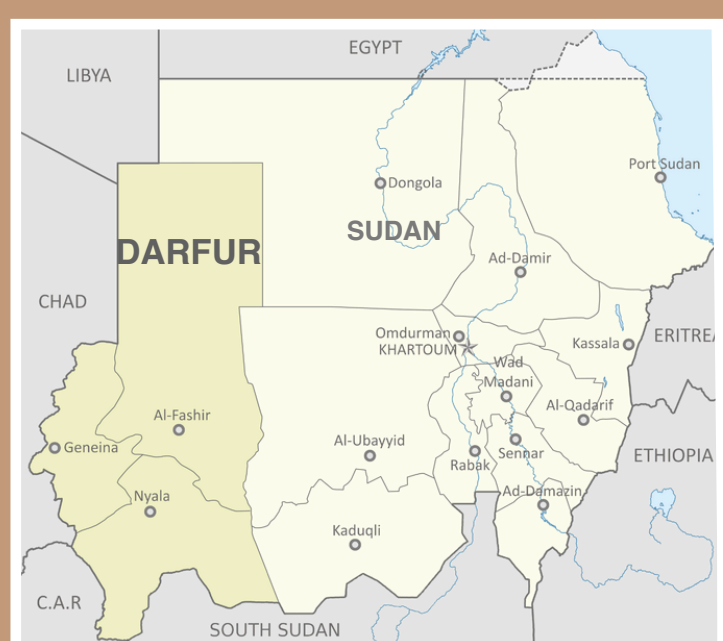 EGYPT
LIBYA
Port Sudan
Dongola
SUDAN
DARFUR
Ad-Damir
CHAD
Omdurman
KHARTOUM
Kassala
ERITREA
Wad
Madani
Al-Qadarif
Al-Fashir
Al-Ubayyid
Geneina
Sennar
ETHIOPIA
Rabak
Nyala
Ad-Damazin
Kaduqli
C.A.R
SOUTH SUDAN